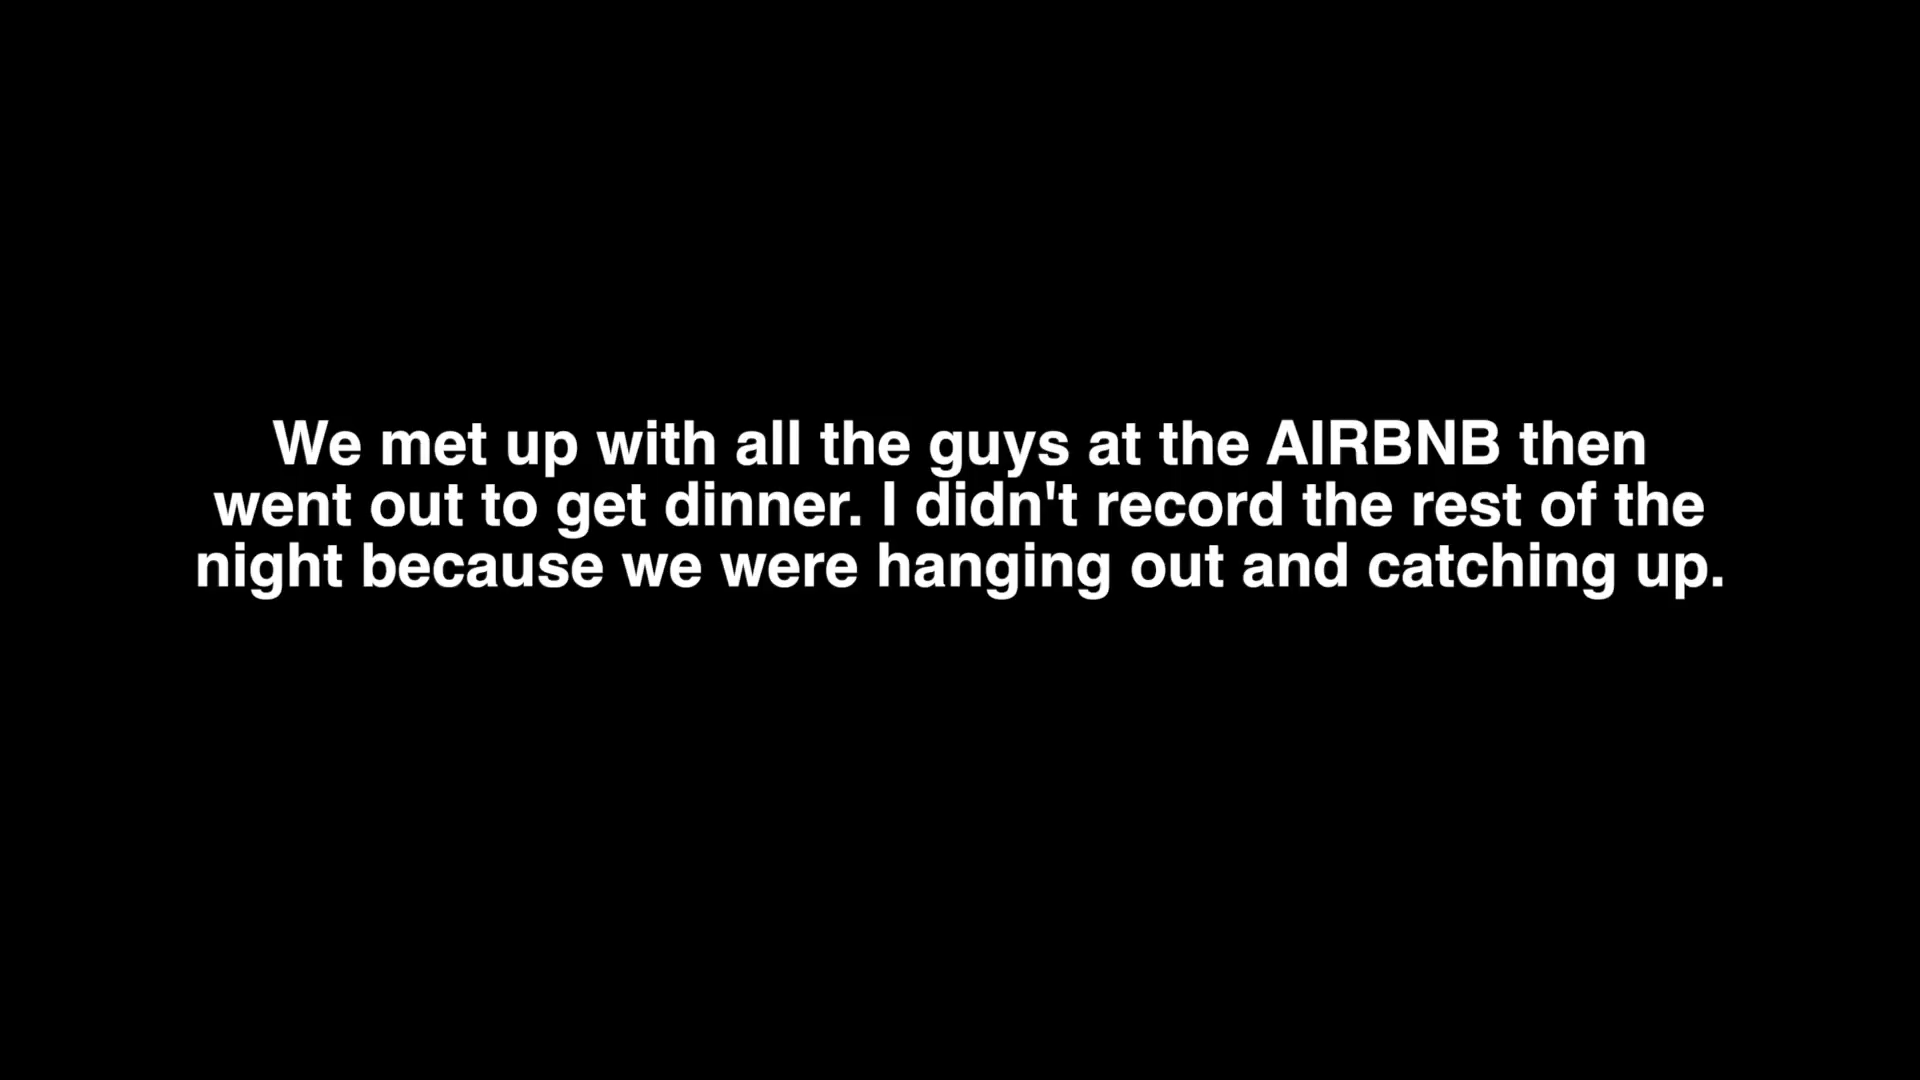 We met up with all the guys at the AIRBNB then
went out to get dinner. I didn't record the rest of the
night because we were hanging out and catching up.